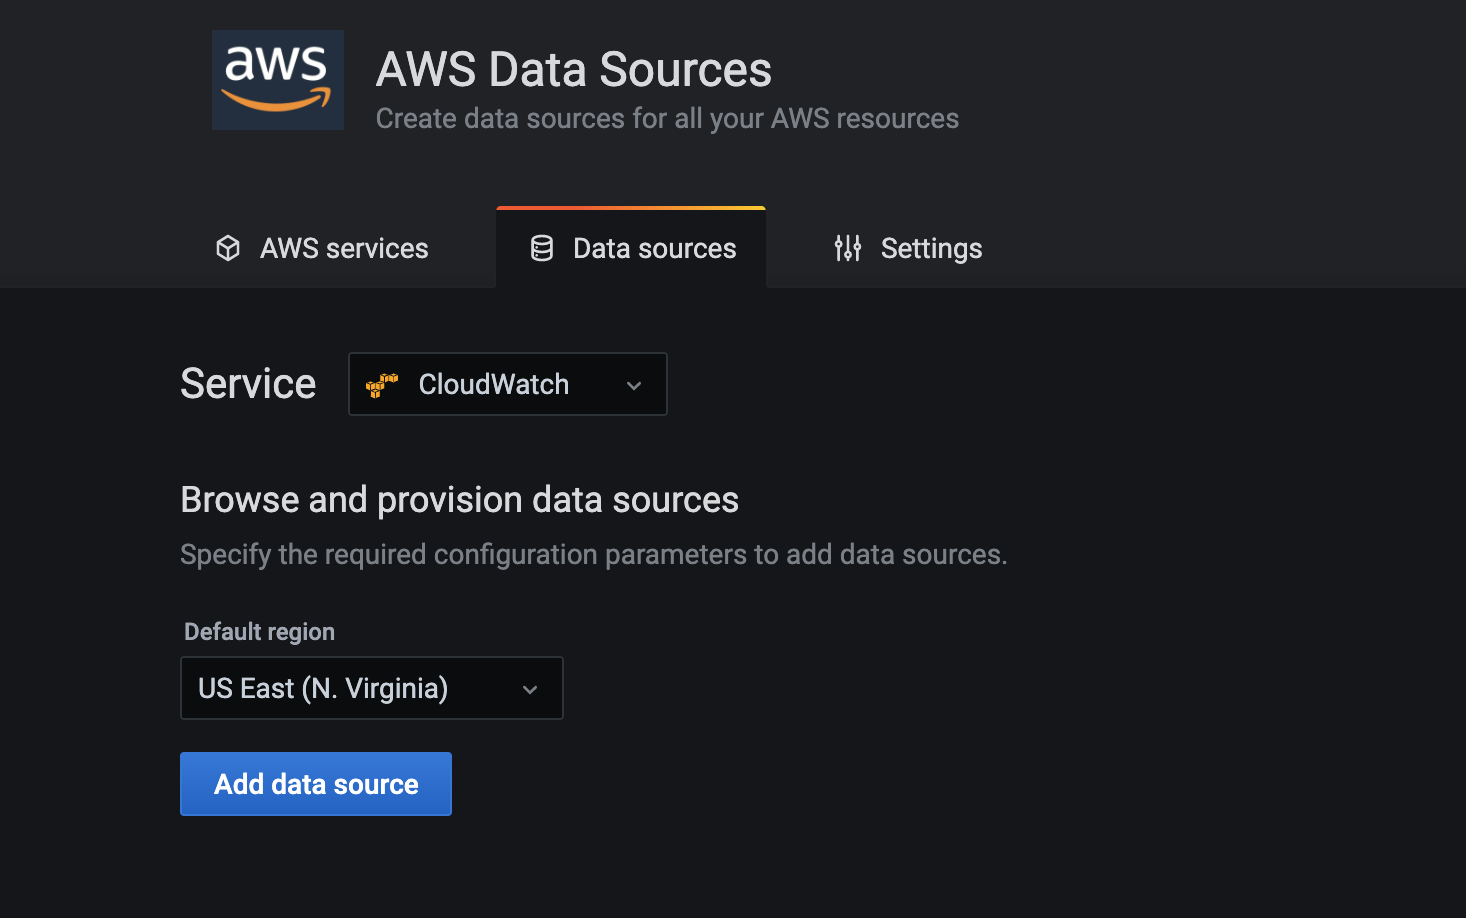 aws
AWS Data Sources
Create data sources for all your AWS resources
AWS services
Data sources
Settings
Service
CloudWatch
Browse and provision data sources
Specify the required configuration parameters to add data sources.
Default region
US East (N. Virginia)
Add data source